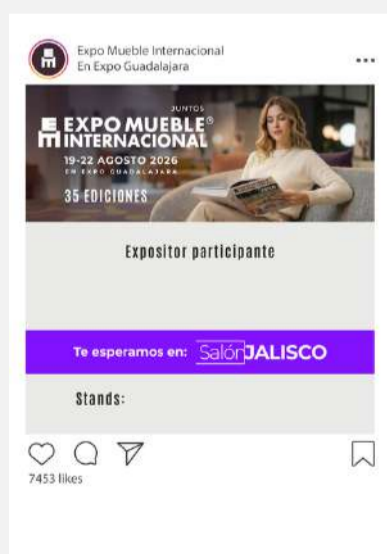 Expo Mueble Internacional
En Expo Guadalajara
JUNTOS
EXPO MUEBLE®
INTERNACIONAL
19-22 AGOSTO 2026
EN EXPO GUADALAJARA
35 EDICIONES
Expositor participante
Te esperamos en: Salón JALISCO
Stands:
7453 likes